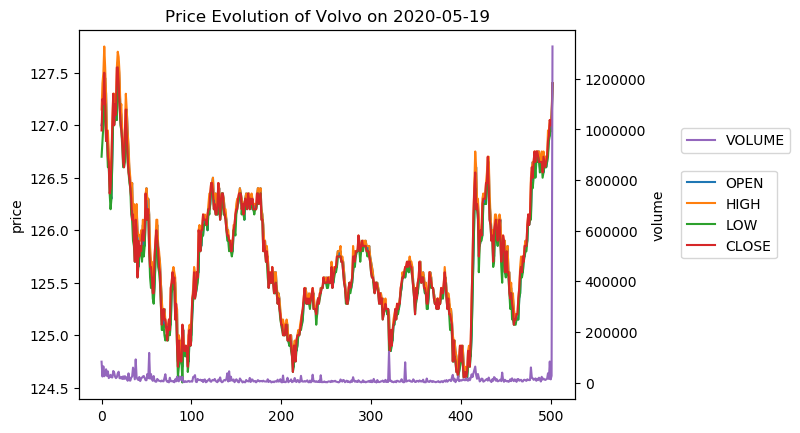 Price Evolution of Volvo on 2020-05-19
price
127.5
127.0
126.5
126.0
125.5
125.0
124.5
0
100
200
300
400
500
1200000
1000000
800000
600000
400000
200000
0
volume
VOLUME
OPEN
HIGH
LOW
CLOSE